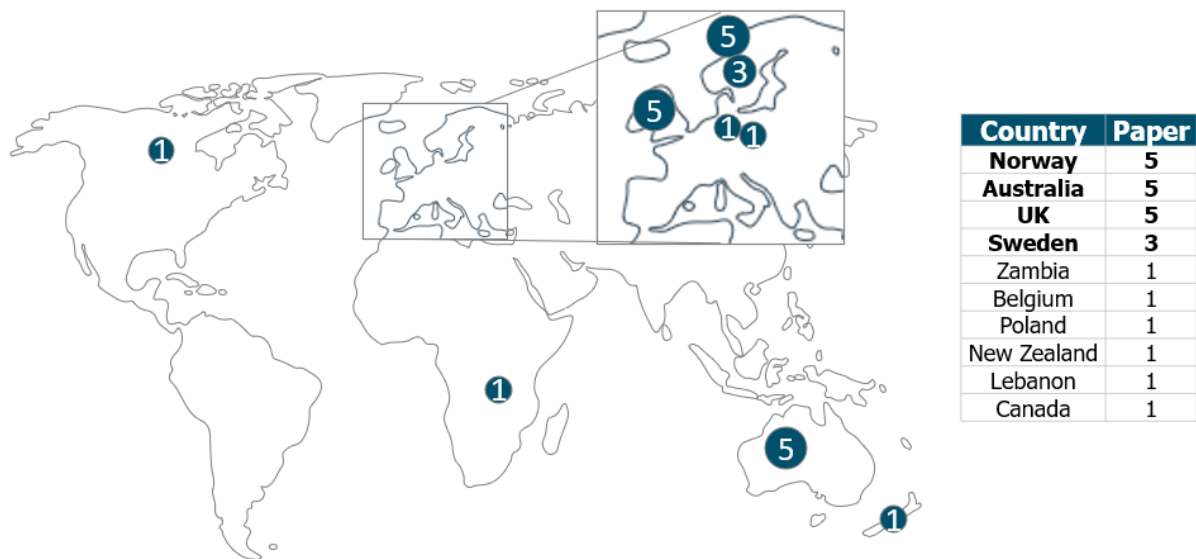 5
3
5
1
1
1
1
5
1
Country Paper
Norway 5
Australia 5
UK 5
Sweden 3
Zambia 1
Belgium 1
Poland 1
New Zealand 1
Lebanon 1
Canada 1